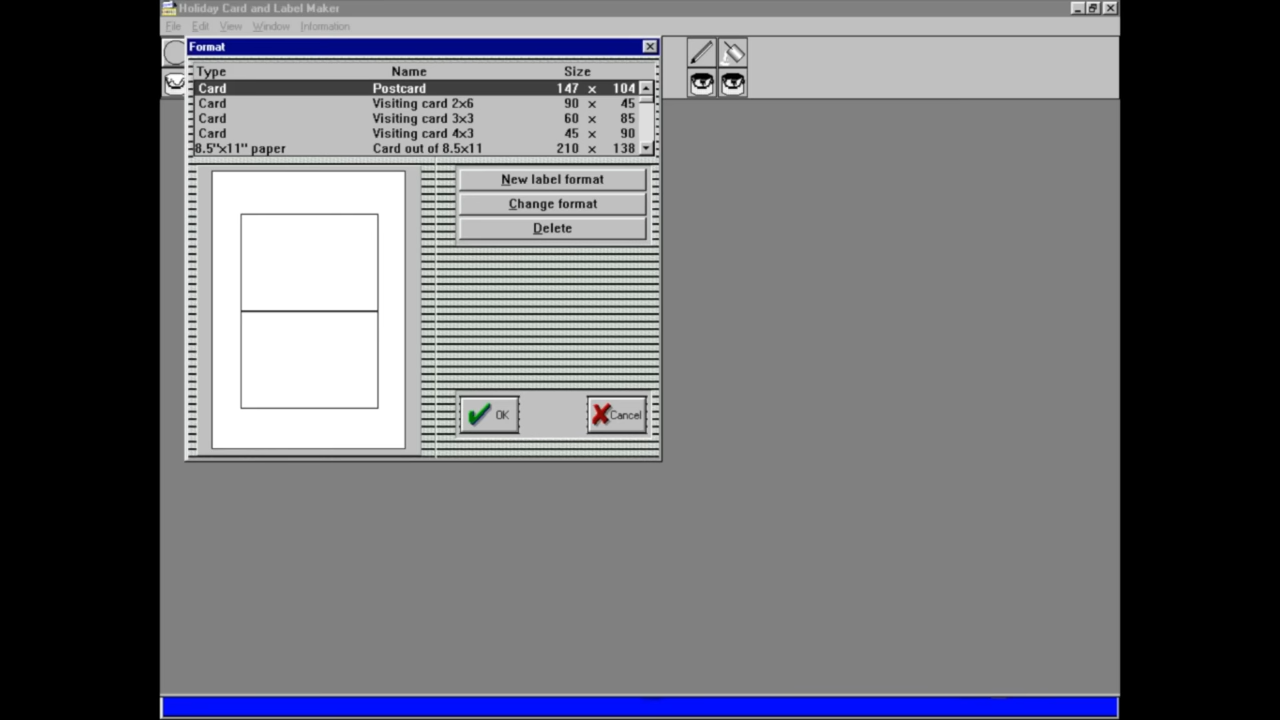 Holiday Card and Label Maker
File Edit View Window Information
Format
Type Name Size
Card Postcard 147 x 104
Card Visiting card 2x6 90 x 45
Card Visiting card 3x3 60 x 85
Card Visiting card 4x3 45 x 90
8.5"x11" paper Card out of 8.5x11 210 x 138
New label format
Change format
Delete
OK Cancel